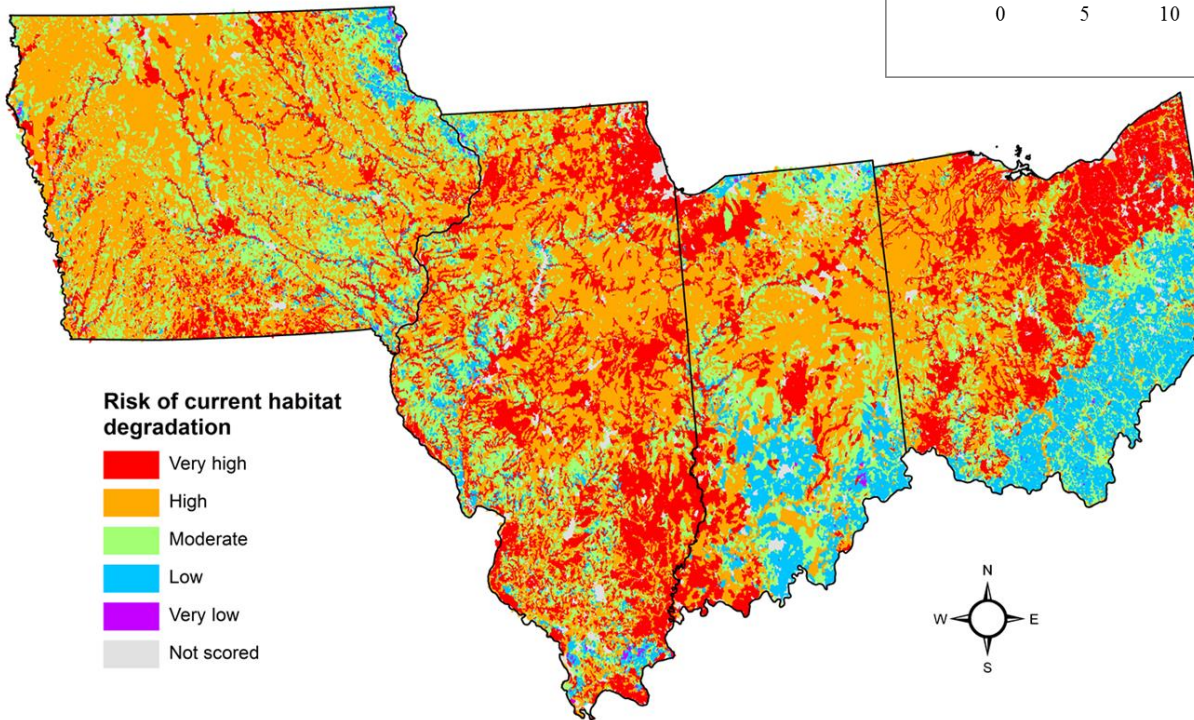 0 5 10
Risk of current habitat
degradation
Very high
High
Moderate
Low
Very low
Not scored
N
W E
S